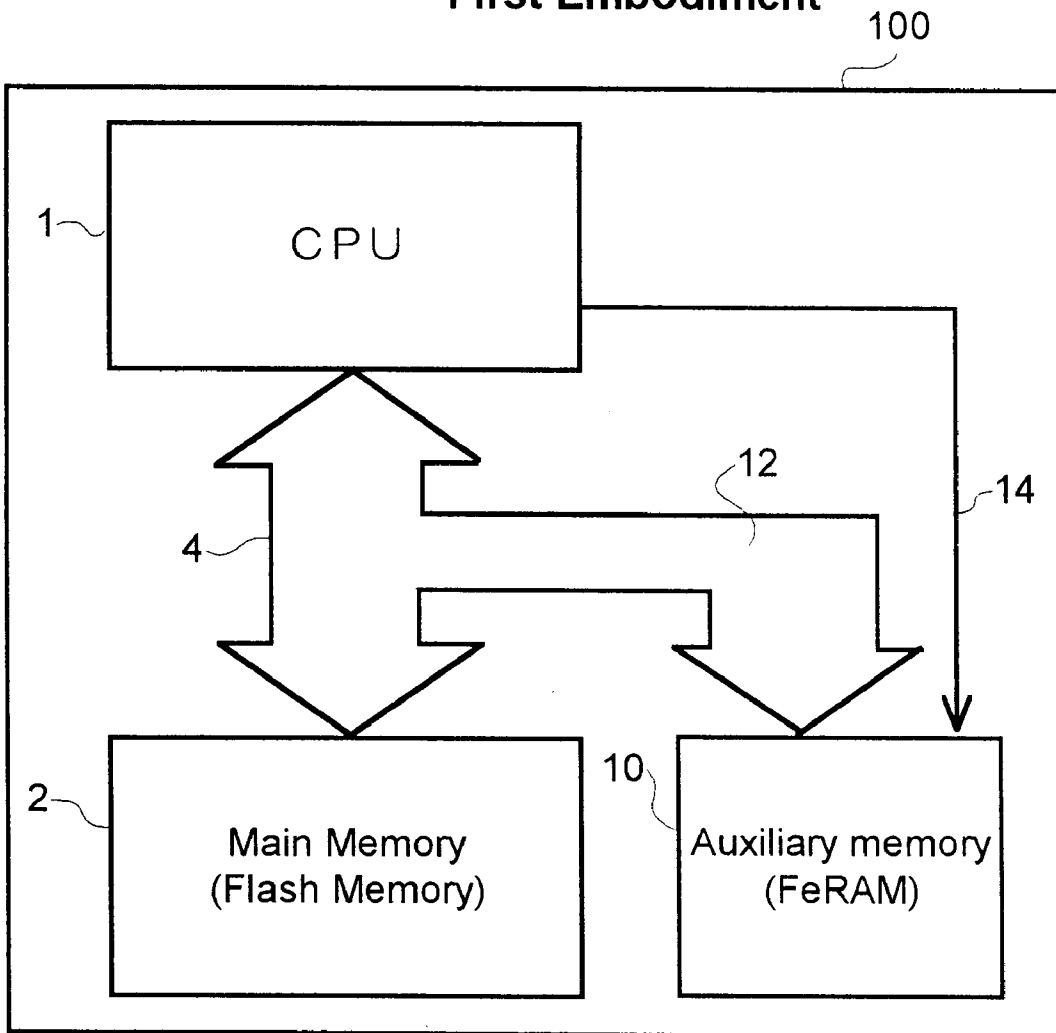 First Embodiment
100
1
CPU
12
14
4
10
2
Main Memory
(Flash Memory)
Auxiliary memory
(FeRAM)